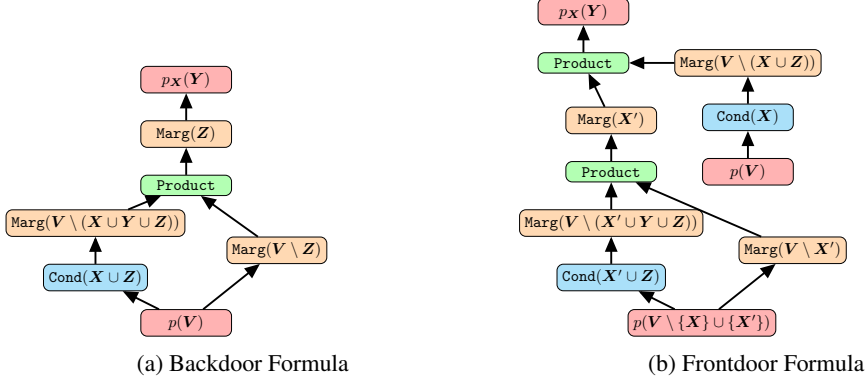 p_X(Y)
Marg(Z)
Product
Marg(V \ (X ∪ Y ∪ Z))
Marg(V \ Z)
Cond(X ∪ Z)
p(V)
(a) Backdoor Formula
p_X(Y)
Product
Marg(V \ (X ∪ Z))
Marg(X′)
Cond(X)
Product
p(V)
Marg(V \ (X′ ∪ Y ∪ Z))
Marg(V \ X′)
Cond(X′ ∪ Z)
p(V \ {X} ∪ {X′})
(b) Frontdoor Formula